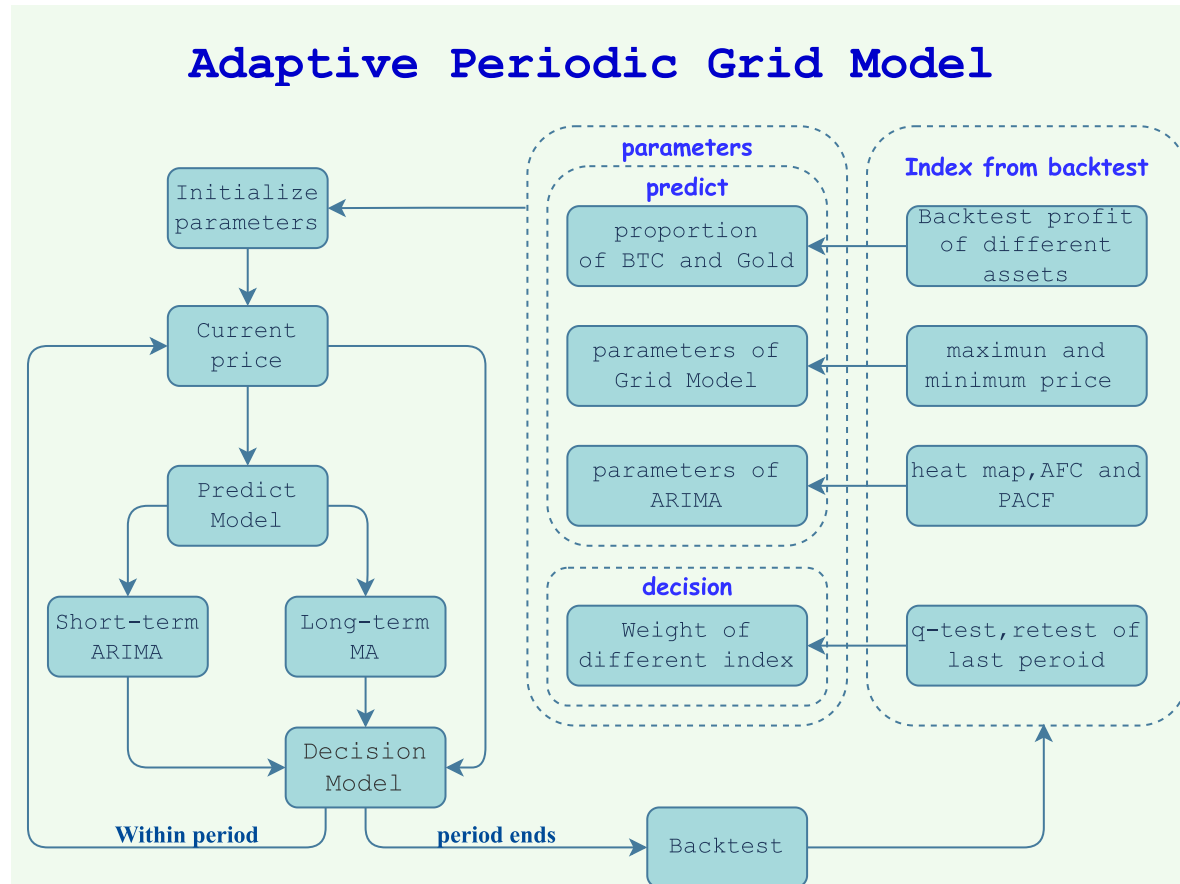 Adaptive Periodic Grid Model
Initialize
parameters
Current
price
Predict
Model
Short-term
ARIMA
Long-term
MA
Decision
Model
Within period
period ends
Backtest
parameters
predict
proportion
of BTC and Gold
parameters of
Grid Model
parameters of
ARIMA
decision
Weight of
different index
Index from backtest
Backtest profit
of different
assets
maximun and
minimum price
heat map,AFC and
PACF
q-test,retest of
last peroid